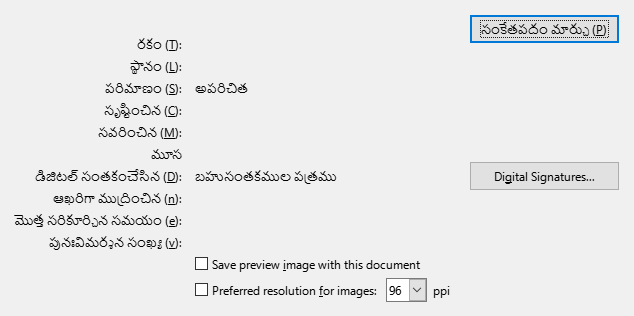 సంకేతపదం మార్చు (P)
రకం (T):
స్థానం (L):
పరిమాణం (S): అపరిచిత
సృష్టించిన (C):
సవరించిన (M):
మూస
డిజిటల్ సంతకంచేసిన (D): బహుసంతకముల పత్రము Digital Signatures...
ఆఖరిగా ముద్రించిన (n):
మొత్త సరికూర్చిన సమయం (e):
పునఃవిమర్శన సంఖ్య (v):
Save preview image with this document
Preferred resolution for images: 96 ppi